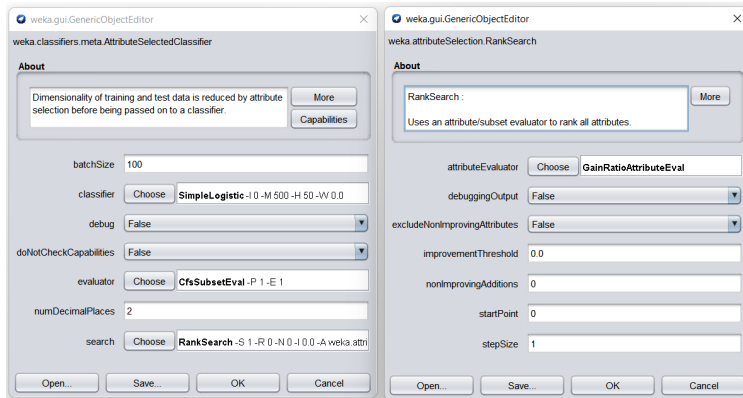 weka.gui.GenericObjectEditor
weka.classifiers.meta.AttributeSelectedClassifier
About
Dimensionality of training and test data is reduced by attribute
selection before being passed on to a classifier.
More
Capabilities
batchSize 100
classifier Choose SimpleLogistic -I 0 -M 500 -H 50 -W 0.0
debug False
doNotCheckCapabilities False
evaluator Choose CfsSubsetEval -P 1 -E 1
numDecimalPlaces 2
search Choose RankSearch -S 1 -R 0 -N 0 -I 0.0 -A weka.attri
Open... Save... OK Cancel
weka.gui.GenericObjectEditor
weka.attributeSelection.RankSearch
About
RankSearch :
Uses an attribute/subset evaluator to rank all attributes.
More
attributeEvaluator Choose GainRatioAttributeEval
debuggingOutput False
excludeNonImprovingAttributes False
improvementThreshold 0.0
nonImprovingAdditions 0
startPoint 0
stepSize 1
Open... Save... OK Cancel